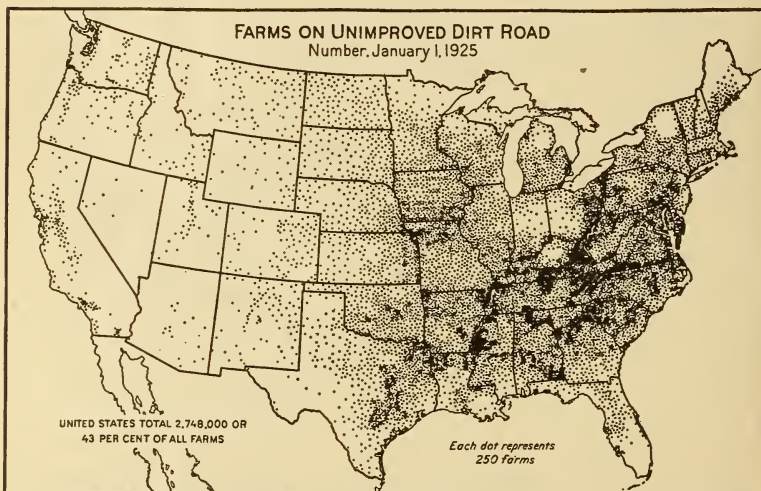 FARMS ON UNIMPROVED DIRT ROAD
Number, January 1, 1925
UNITED STATES TOTAL 2,748,000 OR
43 PER CENT OF ALL FARMS
Each dot represents
250 farms